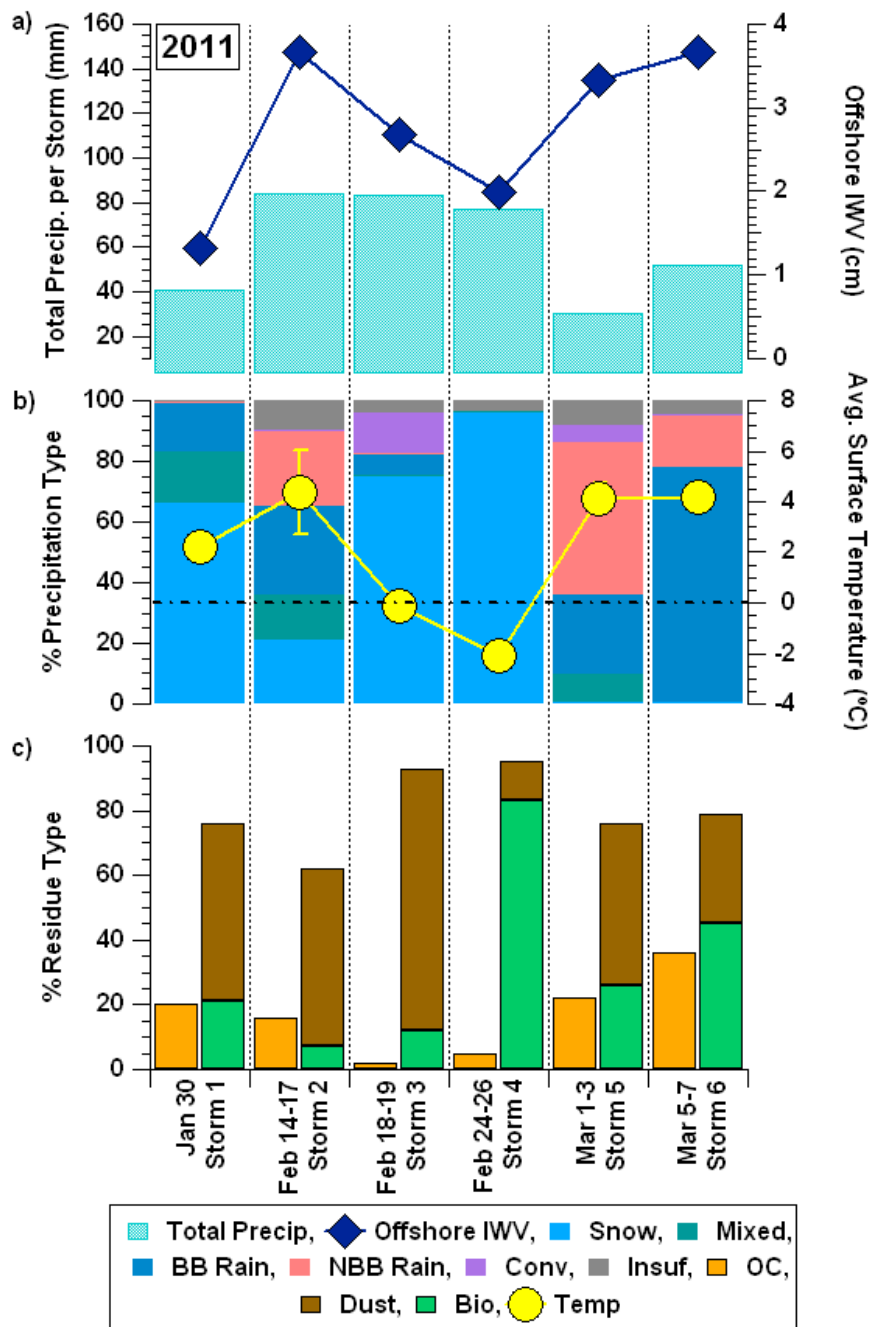 a)
2011
Total Precip. per Storm (mm)
160
140
120
100
80
60
40
20
4
3
2
1
0
Offshore IWV (cm)
b)
% Precipitation Type
100
80
60
40
20
0
8
6
4
2
0
-2
-4
Avg. Surface Temperature (ºC)
c)
% Residue Type
100
80
60
40
20
0
Jan 30
Storm 1
Feb 14-17
Storm 2
Feb 18-19
Storm 3
Feb 24-26
Storm 4
Mar 1-3
Storm 5
Mar 5-7
Storm 6
Total Precip, Offshore IWV, Snow, Mixed,
BB Rain, NBB Rain, Conv, Insuf, OC,
Dust, Bio, Temp